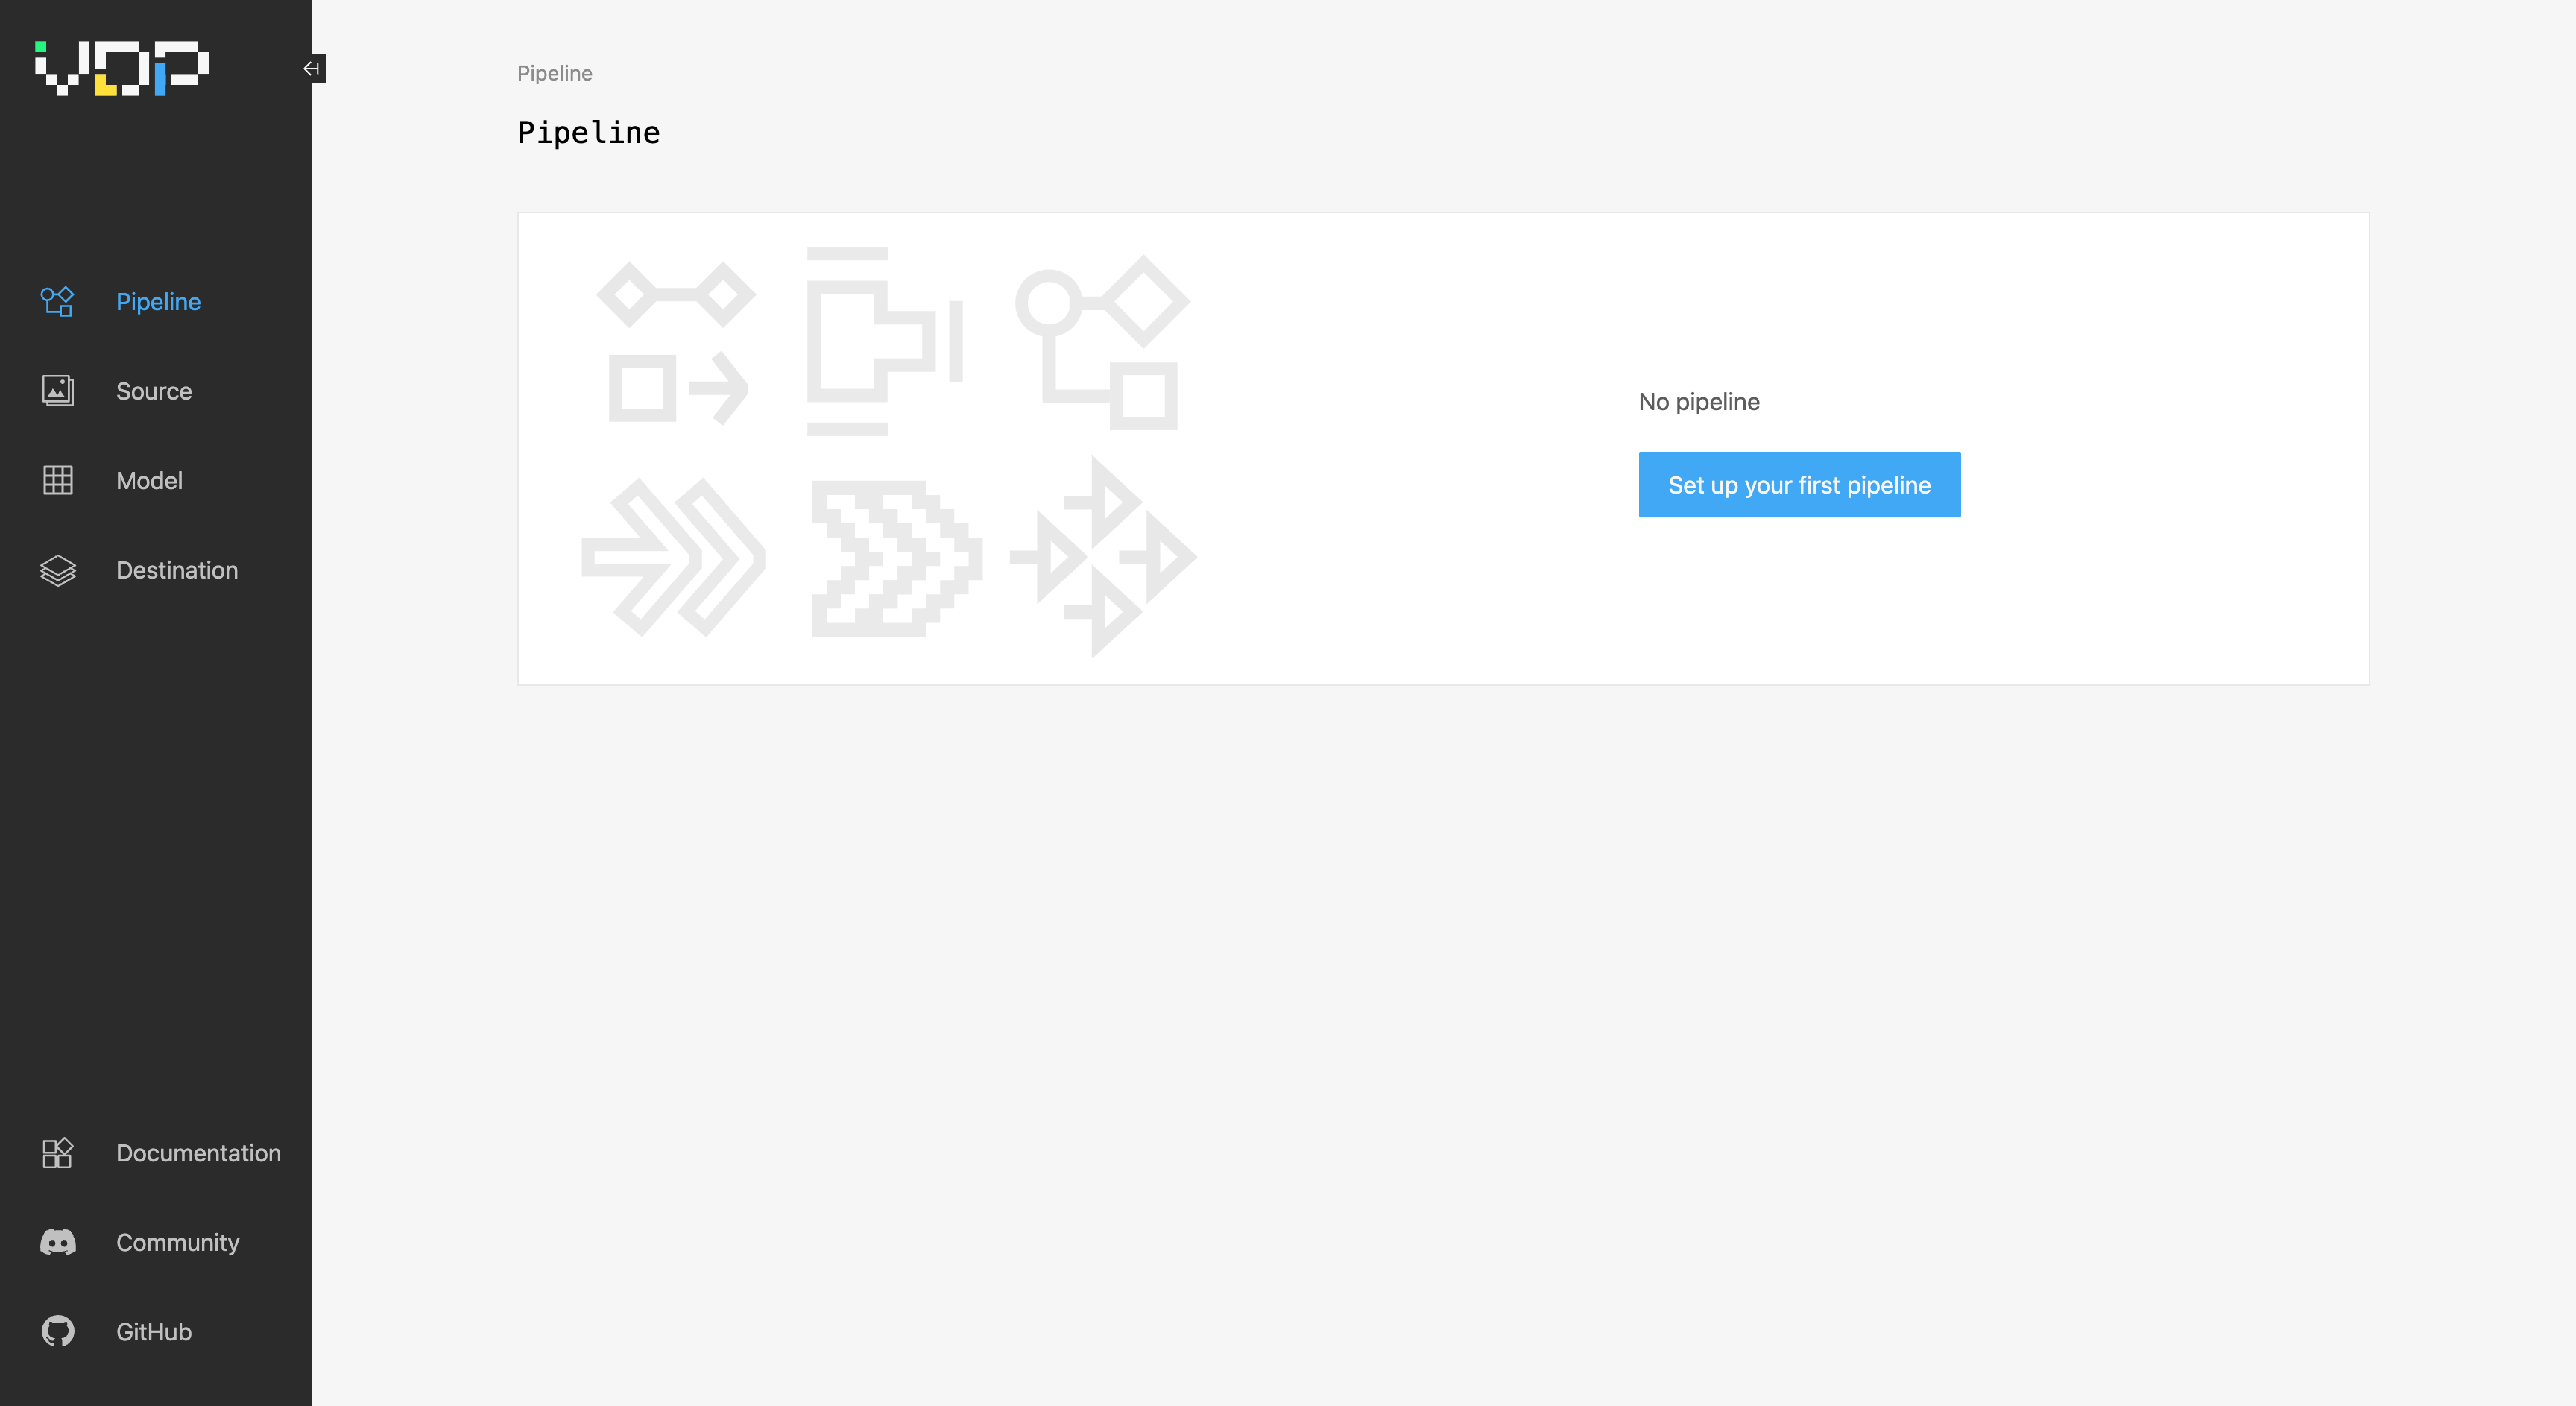 VDP
Pipeline
Source
Model
Destination
Documentation
Community
GitHub
Pipeline
Pipeline
No pipeline
Set up your first pipeline